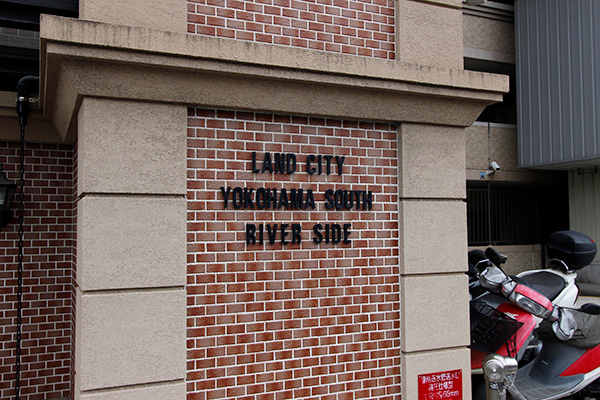 LAND CITY
YOKOHAMA SOUTH
RIVER SIDE